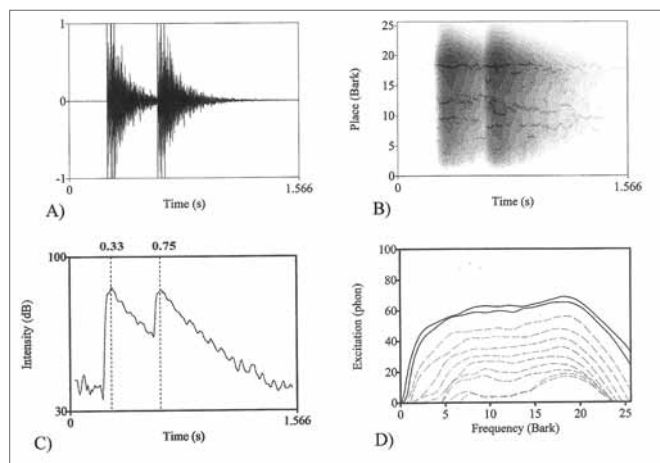 1
0
-1
0
1.566
Time (s)
A)
Place (Bark)
25
20
15
10
5
0
0
1.566
Time (s)
B)
0.33 0.75
100
Intensity (dB)
30
0
1.566
Time (s)
C)
Excitation (phon)
100
80
60
40
20
0
0 5 10 15 20 25
Frequency (Bark)
D)